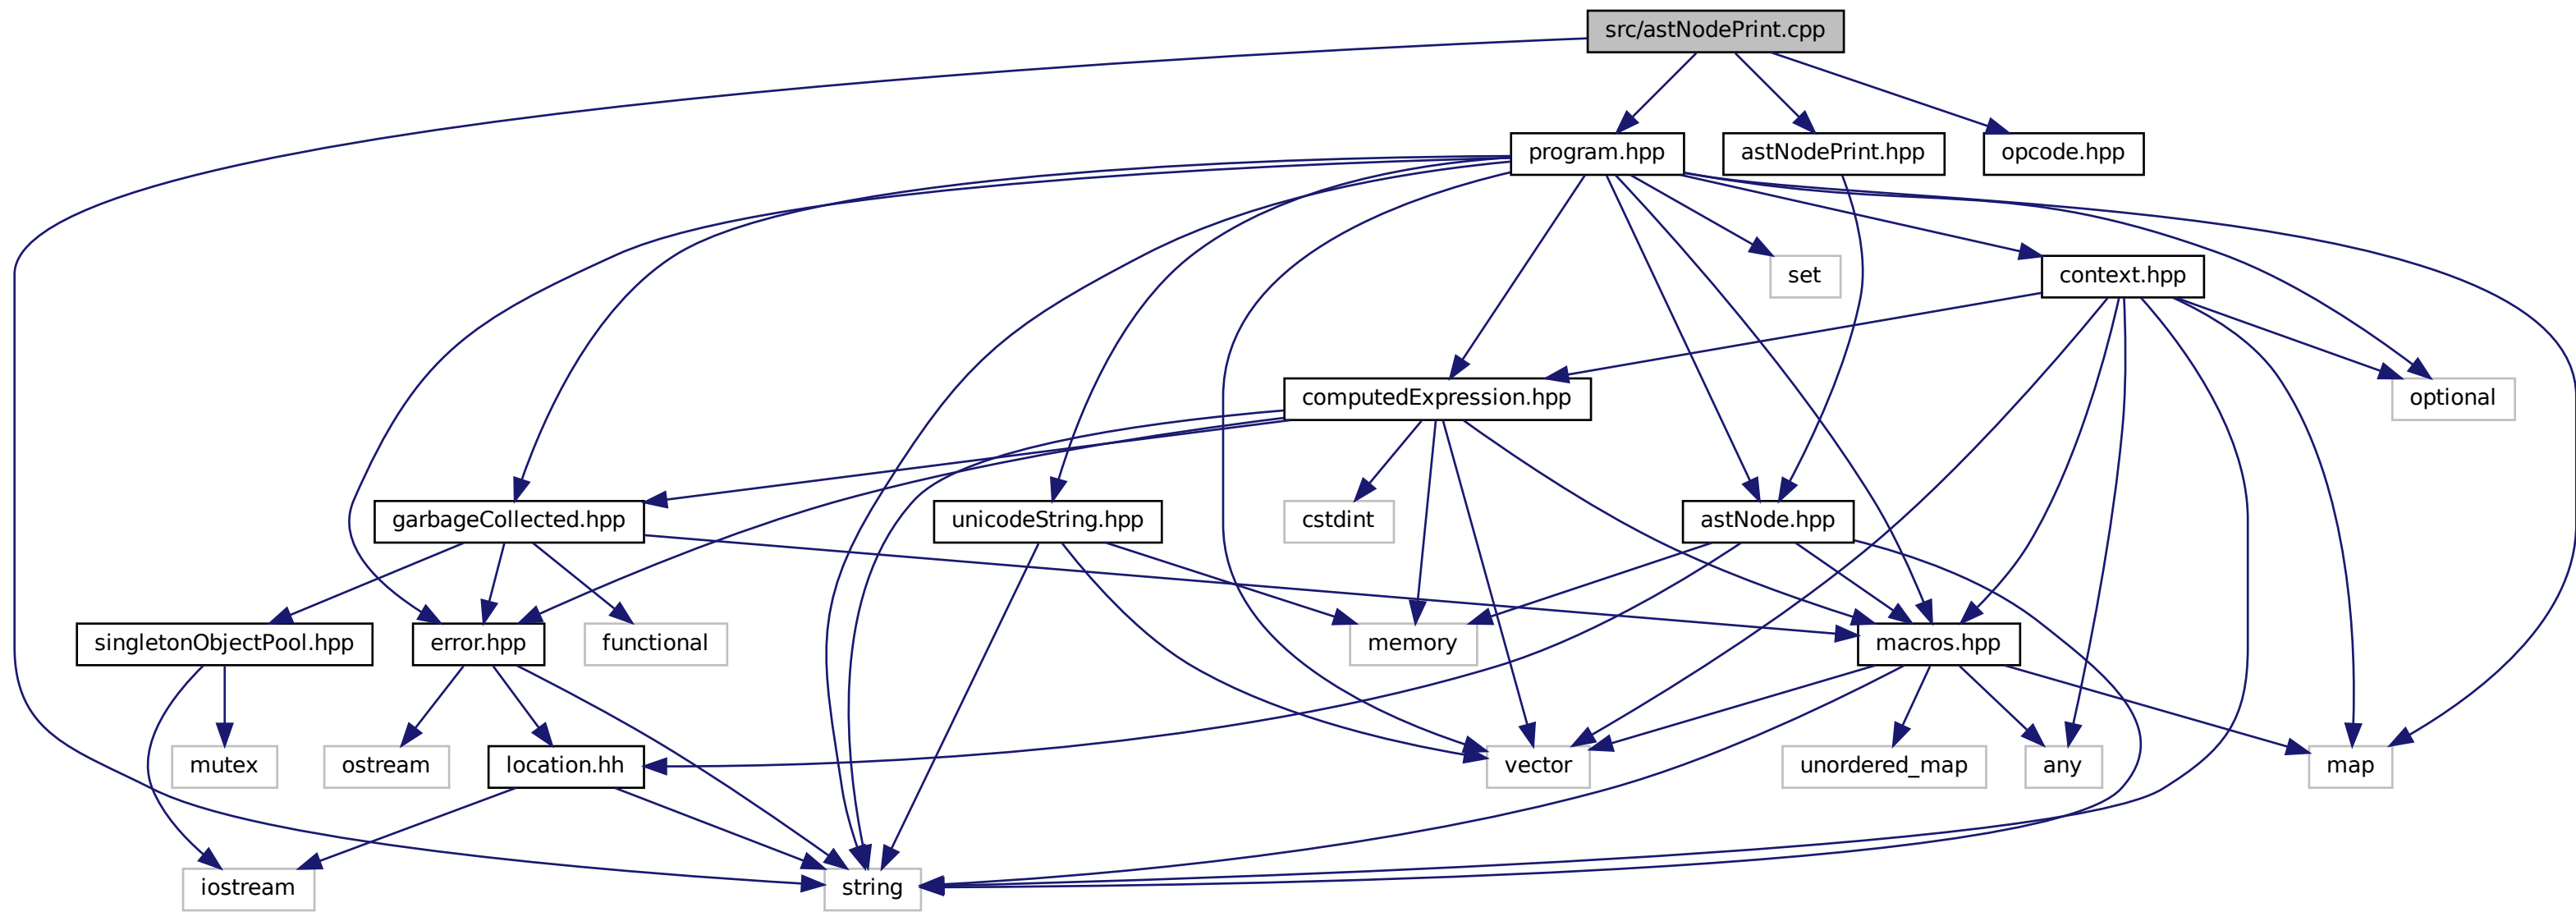 src/astNodePrint.cpp
program.hpp
astNodePrint.hpp
opcode.hpp
set
context.hpp
computedExpression.hpp
optional
garbageCollected.hpp
unicodeString.hpp
cstdint
astNode.hpp
singletonObjectPool.hpp
error.hpp
functional
memory
macros.hpp
mutex
ostream
location.hh
vector
unordered_map
any
map
iostream
string